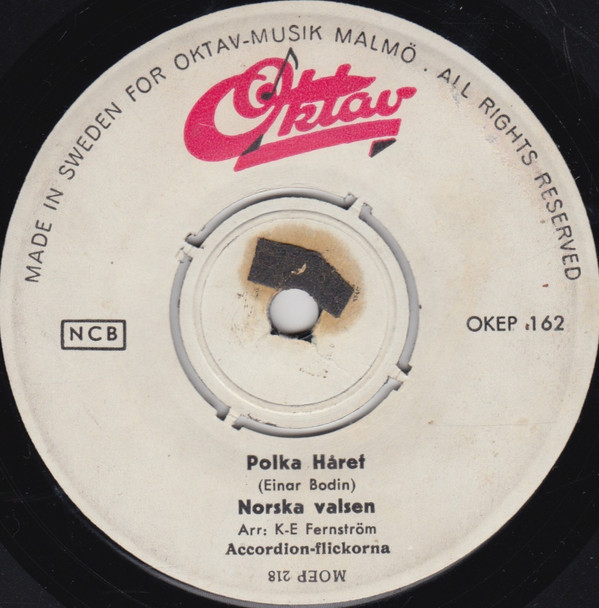 MADE IN SWEDEN FOR OKTAV-MUSIK MALMÖ . ALL RIGHTS RESERVED
Oktav
NCB
OKEP 162
Polka Håret
(Einar Bodin)
Norska valsen
Arr: K-E Fernström
Accordion-flickorna
MOEP 218